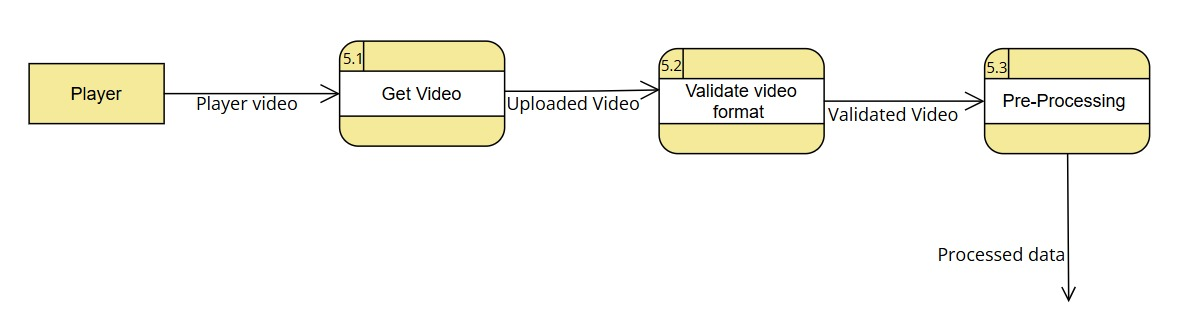 5.1
5.2
5.3
Player
Player video
Get Video
Uploaded Video
Validate video
format
Validated Video
Pre-Processing
Processed data